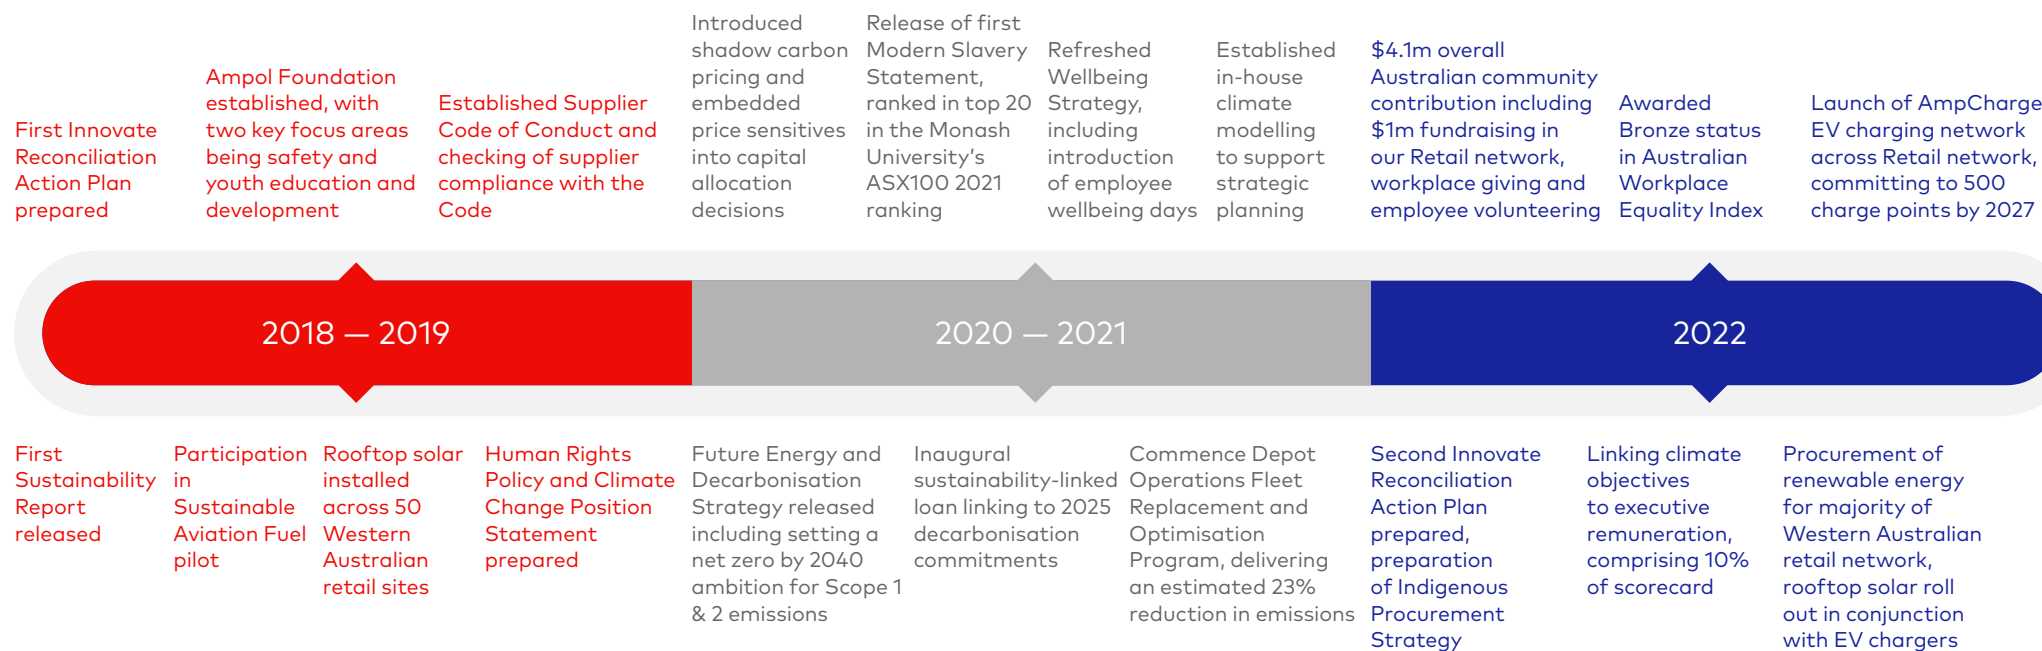 First Innovate
Reconciliation
Action Plan
prepared
Ampol Foundation
established, with
two key focus areas
being safety and
youth education and
development
Established Supplier
Code of Conduct and
checking of supplier
compliance with the
Code
Introduced
shadow carbon
pricing and
embedded
price sensitives
into capital
allocation
decisions
Release of first
Modern Slavery
Statement,
ranked in top 20
in the Monash
University's
ASX100 2021
ranking
Refreshed
Wellbeing
Strategy,
including
introduction
of employee
wellbeing days
Established
in-house
climate
modelling
to support
strategic
planning
$4.1m overall
Australian community
contribution including
$1m fundraising in
our Retail network,
workplace giving and
employee volunteering
Awarded
Bronze status
in Australian
Workplace
Equality Index
Launch of AmpCharge
EV charging network
across Retail network,
committing to 500
charge points by 2027
2018 — 2019
2020 — 2021
2022
First
Sustainability
Report
released
Participation
in
Sustainable
Aviation Fuel
pilot
Rooftop solar
installed
across 50
Western
Australian
retail sites
Human Rights
Policy and Climate
Change Position
Statement
prepared
Future Energy and
Decarbonisation
Strategy released
including setting a
net zero by 2040
ambition for Scope 1
& 2 emissions
Inaugural
sustainability-linked
loan linking to 2025
decarbonisation
commitments
Commence Depot
Operations Fleet
Replacement and
Optimisation
Program, delivering
an estimated 23%
reduction in emissions
Second Innovate
Reconciliation
Action Plan
prepared,
preparation
of Indigenous
Procurement
Strategy
Linking climate
objectives
to executive
remuneration,
comprising 10%
of scorecard
Procurement of
renewable energy
for majority of
Western Australian
retail network,
rooftop solar roll
out in conjunction
with EV chargers